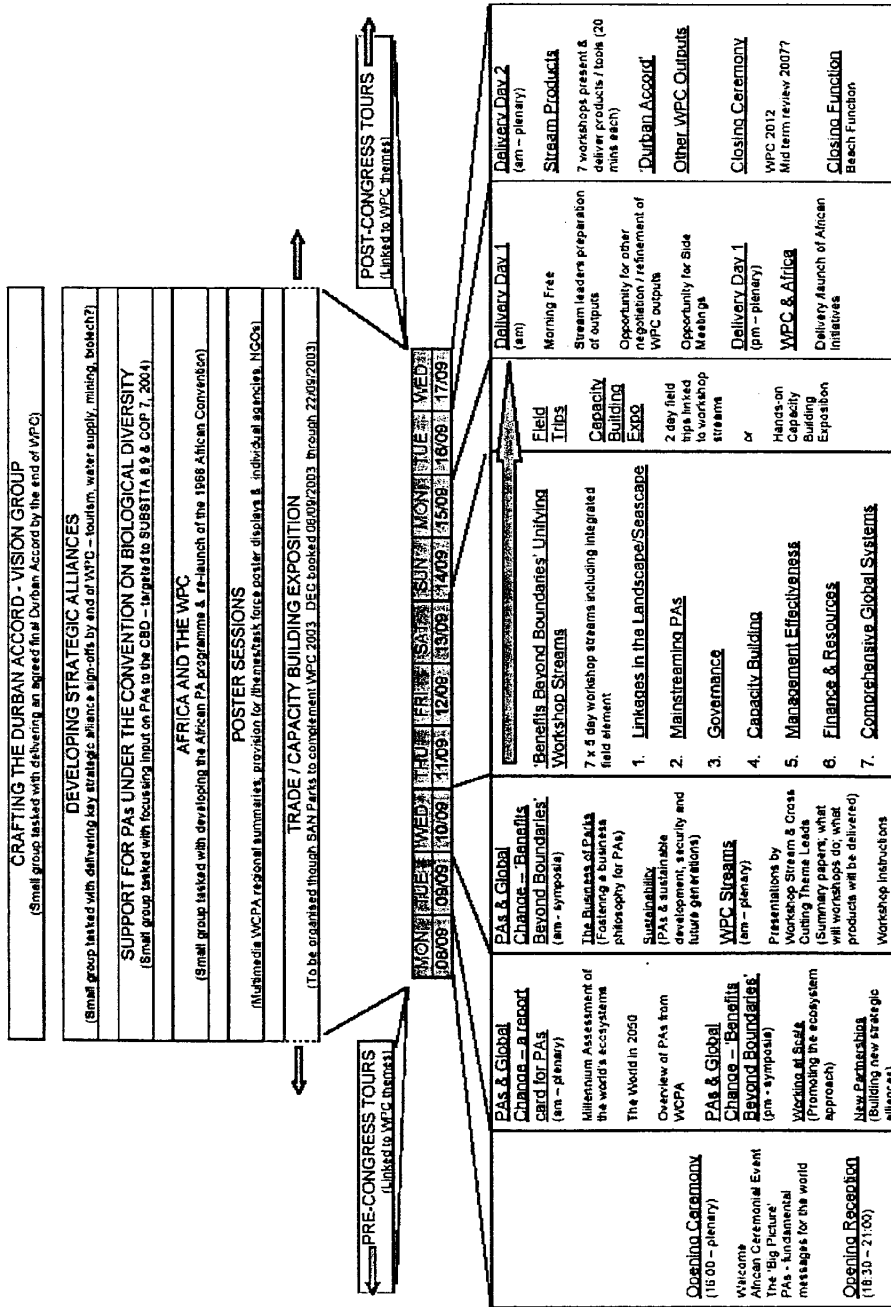 CRAFTING THE DURBAN ACCORD - VISION GROUP
(Small group tasked with delivering an agreed final Durban Accord by the end of WPC)
DEVELOPING STRATEGIC ALLIANCES
(Small group tasked with delivering key strategic alliance sign-offs by end of WPC – tourism, water supply, mining, biotech?)
SUPPORT FOR PAs UNDER THE CONVENTION ON BIOLOGICAL DIVERSITY
(Small group tasked with focussing input on PAs to the CBD – targeted to SUBSTTA 8,9 & COP 7, 2004)
AFRICA AND THE WPC
(Small group tasked with developing the African PA programme & re-launch of the 1968 African Convention)
POSTER SESSIONS
(Multimedia WCPA regional summaries, provision for themes/task force poster displays & individual agencies, NGOs)
TRADE / CAPACITY BUILDING EXPOSITION
(To be organised though SAN Parks to complement WPC 2003 DEC booked 08/09/2003 through 22/09/2003)
PRE-CONGRESS TOURS
(Linked to WPC themes)
POST-CONGRESS TOURS
(Linked to WPC themes)
MON TUE WED THU FRI SAT SUN MON TUE WED
08/09 09/09 10/09 11/09 12/09 13/09 14/09 15/09 16/09 17/09
Opening Ceremony
(16:00 – plenary)
Welcome
African Ceremonial Event
The 'Big Picture'
PAs - fundamental
messages for the world
Opening Reception
(18:30 – 21:00)
PAs & Global
Change – a report
card for PAs
(am – plenary)
Millennium Assessment of
the world's ecosystems
The World in 2050
Overview of PAs from
WCPA
PAs & Global
Change – 'Benefits
Beyond Boundaries'
(pm - symposia)
Working at Scale
(Promoting the ecosystem
approach)
New Partnerships
(Building new strategic
alliances)
PAs & Global
Change – 'Benefits
Beyond Boundaries'
(am - symposia)
The Business of Parks
(Fostering a business
philosophy for PAs)
Sustainability
(PAs & sustainable
development, security and
future generations)
WPC Streams
(am – plenary)
Presentations by
Workshop Stream & Cross
Cutting Theme Leads
(Summary papers; what
will workshops do; what
products will be delivered)
Workshop Instructions
'Benefits Beyond Boundaries' Unifying
Workshop Streams
7 x 5 day workshop streams including integrated
field element
1. Linkages in the Landscape/Seascape
2. Mainstreaming PAs
3. Governance
4. Capacity Building
5. Management Effectiveness
6. Finance & Resources
7. Comprehensive Global Systems
Field
Trips
Capacity
Building
Expo
2 day field
trips linked
to workshop
streams
or
Hands-on
Capacity
Building
Exposition
Delivery Day 1
(am)
Morning Free
Stream leaders preparation
of outputs
Opportunity for other
negotiation / refinement of
WPC outputs
Opportunity for Side
Meetings
Delivery Day 1
(pm – plenary)
WPC & Africa
Delivery /launch of African
Initiatives
Delivery Day 2
(am – plenary)
Stream Products
7 workshops present &
deliver products / tools (20
mins each)
'Durban Accord'
Other WPC Outputs
Closing Ceremony
WPC 2012
Mid term review 2007?
Closing Function
Beach Function